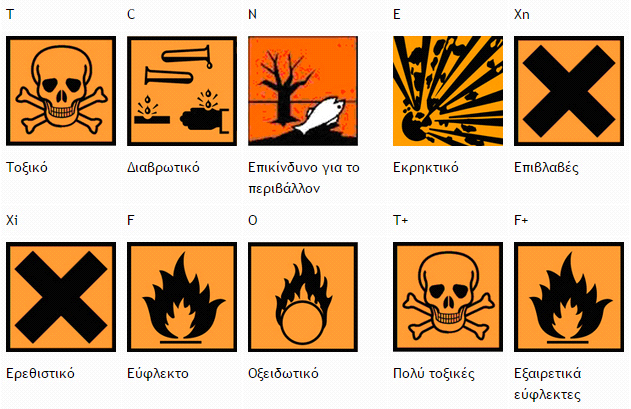 T C N E Xn
Τοξικό Διαβρωτικό Επικίνδυνο για το Εκρηκτικό Επιβλαβές
περιβάλλον
Xi F O T+ F+
Ερεθιστικό Εύφλεκτο Οξειδωτικό Πολύ τοξικές Εξαιρετικά
εύφλεκτες